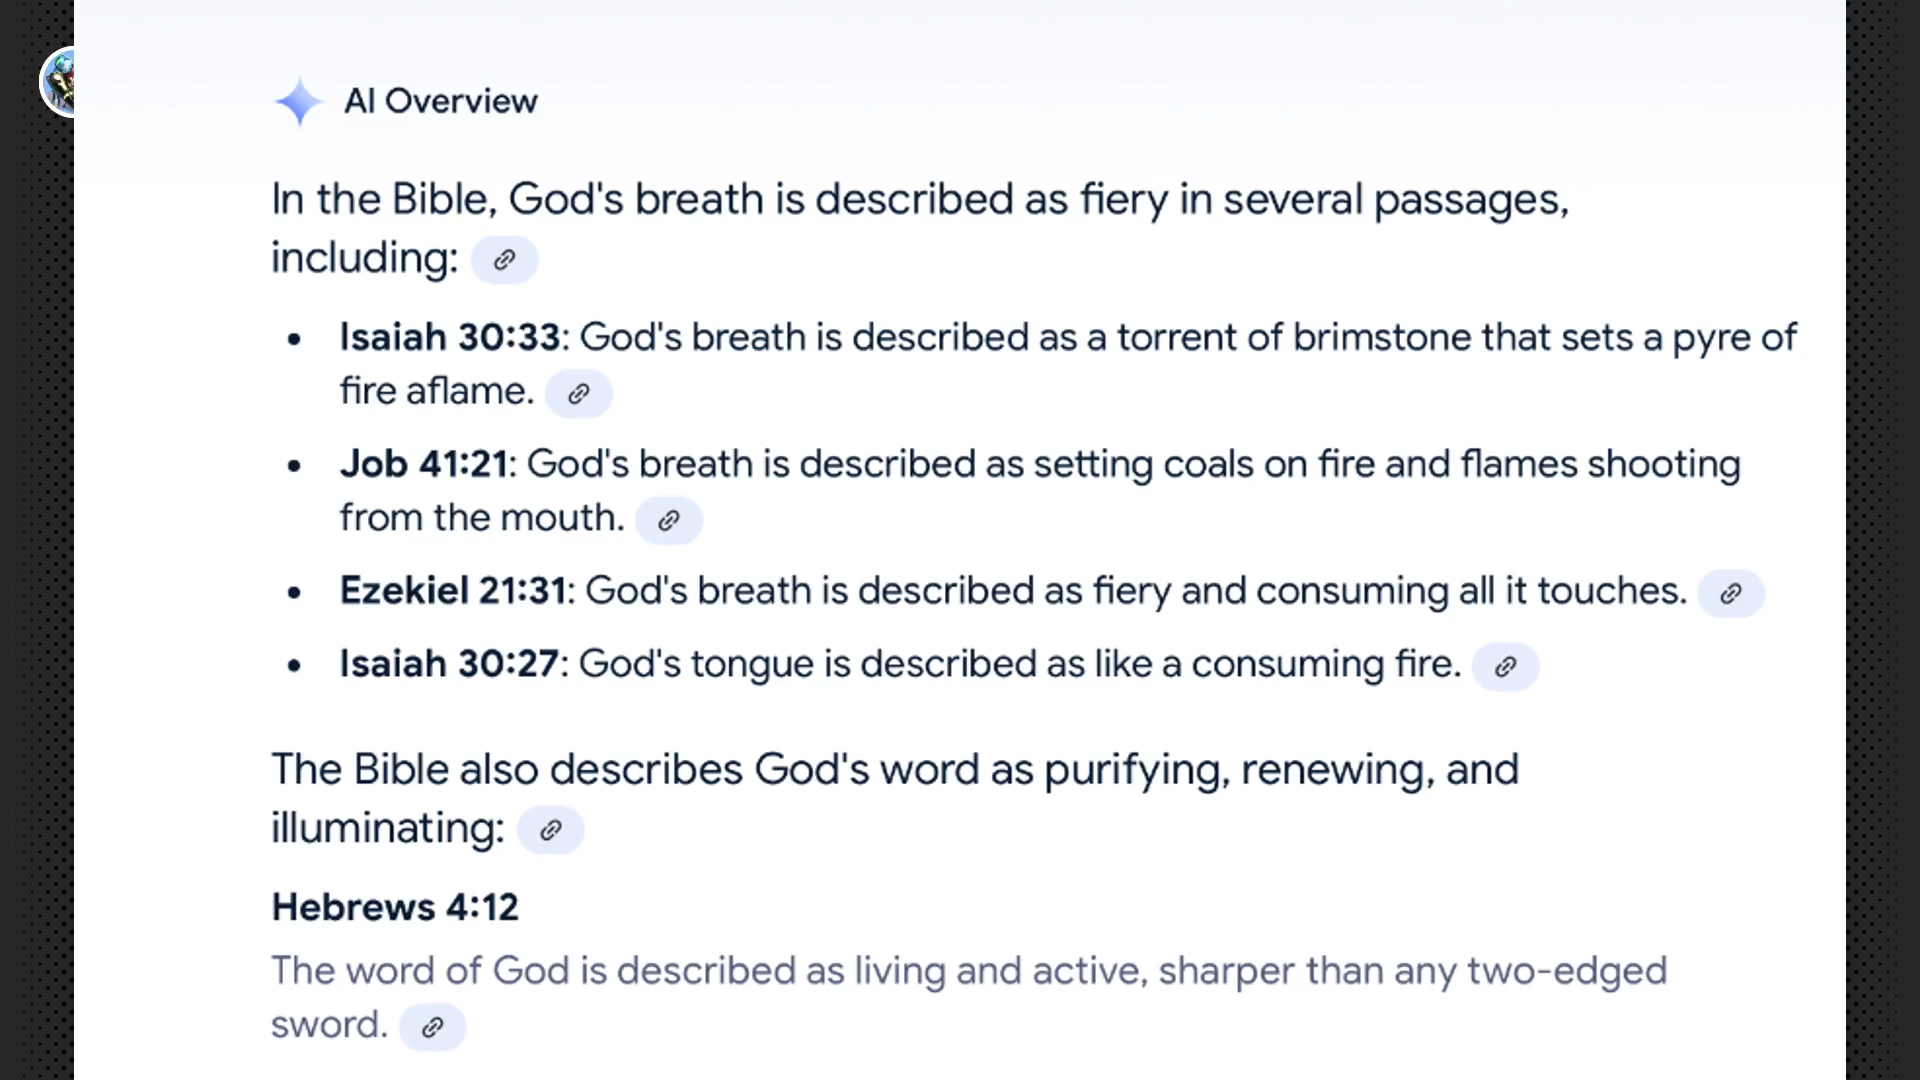 AI Overview
In the Bible, God's breath is described as fiery in several passages,
including:
• Isaiah 30:33: God's breath is described as a torrent of brimstone that sets a pyre of
fire aflame.
• Job 41:21: God's breath is described as setting coals on fire and flames shooting
from the mouth.
• Ezekiel 21:31: God's breath is described as fiery and consuming all it touches.
• Isaiah 30:27: God's tongue is described as like a consuming fire.
The Bible also describes God's word as purifying, renewing, and
illuminating:
Hebrews 4:12
The word of God is described as living and active, sharper than any two-edged
sword.